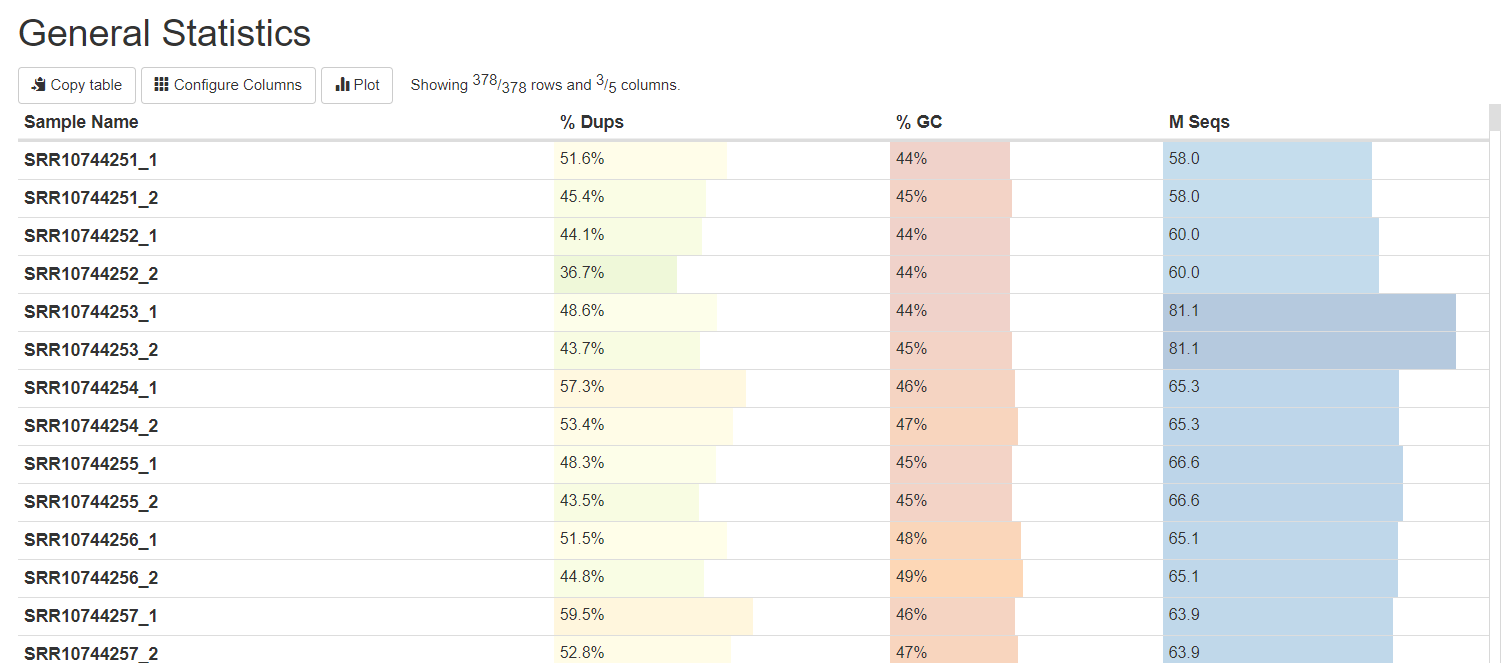 General Statistics
Copy table Configure Columns Plot Showing 378/378 rows and 3/5 columns.
Sample Name % Dups % GC M Seqs
SRR10744251_1 51.6% 44% 58.0
SRR10744251_2 45.4% 45% 58.0
SRR10744252_1 44.1% 44% 60.0
SRR10744252_2 36.7% 44% 60.0
SRR10744253_1 48.6% 44% 81.1
SRR10744253_2 43.7% 45% 81.1
SRR10744254_1 57.3% 46% 65.3
SRR10744254_2 53.4% 47% 65.3
SRR10744255_1 48.3% 45% 66.6
SRR10744255_2 43.5% 45% 66.6
SRR10744256_1 51.5% 48% 65.1
SRR10744256_2 44.8% 49% 65.1
SRR10744257_1 59.5% 46% 63.9
SRR10744257_2 52.8% 47% 63.9